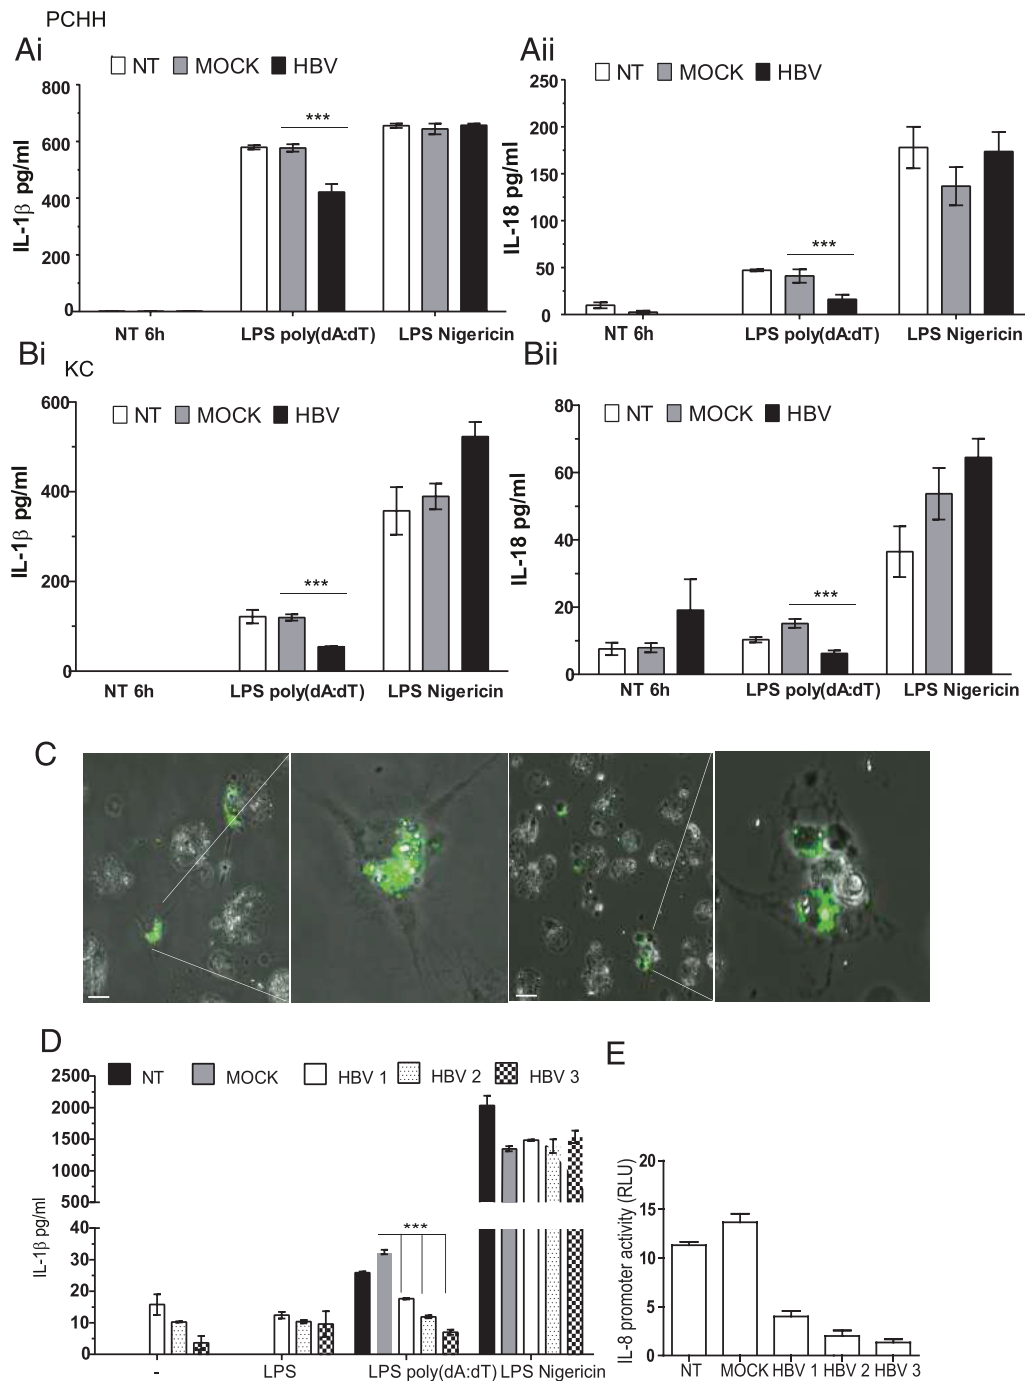 PCHH
Ai
NT MOCK HBV
IL-1β pg/ml
800
600
400
200
0
***
NT 6h LPS poly(dA:dT) LPS Nigericin
Aii
NT MOCK HBV
IL-18 pg/ml
250
200
150
100
50
0
***
NT 6h LPS poly(dA:dT) LPS Nigericin
Bi
KC
NT MOCK HBV
IL-1β pg/ml
600
400
200
0
***
NT 6h LPS poly(dA:dT) LPS Nigericin
Bii
NT MOCK HBV
IL-18 pg/ml
80
60
40
20
0
***
NT 6h LPS poly(dA:dT) LPS Nigericin
C
D
NT MOCK HBV 1 HBV 2 HBV 3
IL-1β pg/ml
2500
2000
1500
1000
500
40
30
20
10
0
***
- LPS LPS poly(dA:dT) LPS Nigericin
E
IL-8 promoter activity (RLU)
20
15
10
5
0
NT MOCK HBV 1 HBV 2 HBV 3